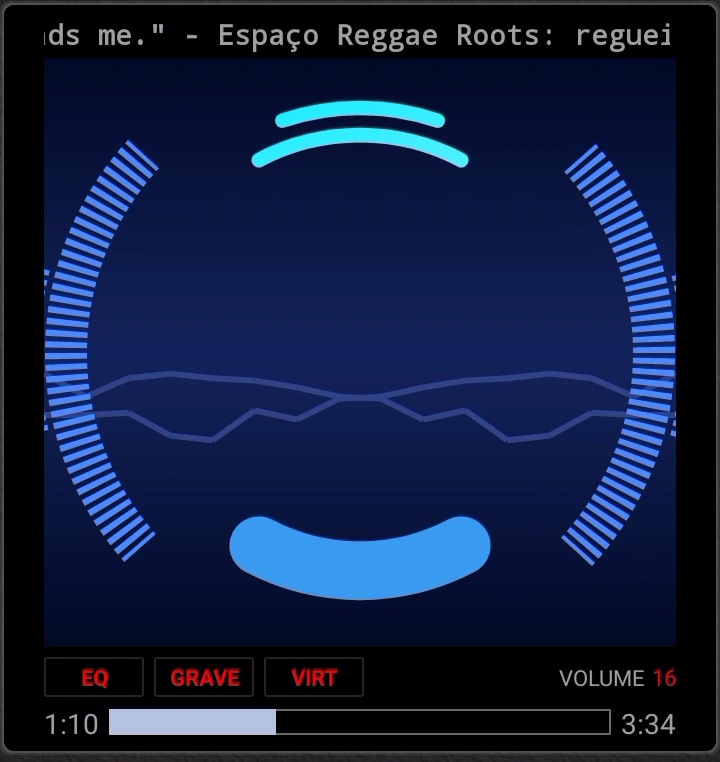 ds me." - Espaço Reggae Roots: reguei
EQ GRAVE VIRT VOLUME 16
1:10 3:34